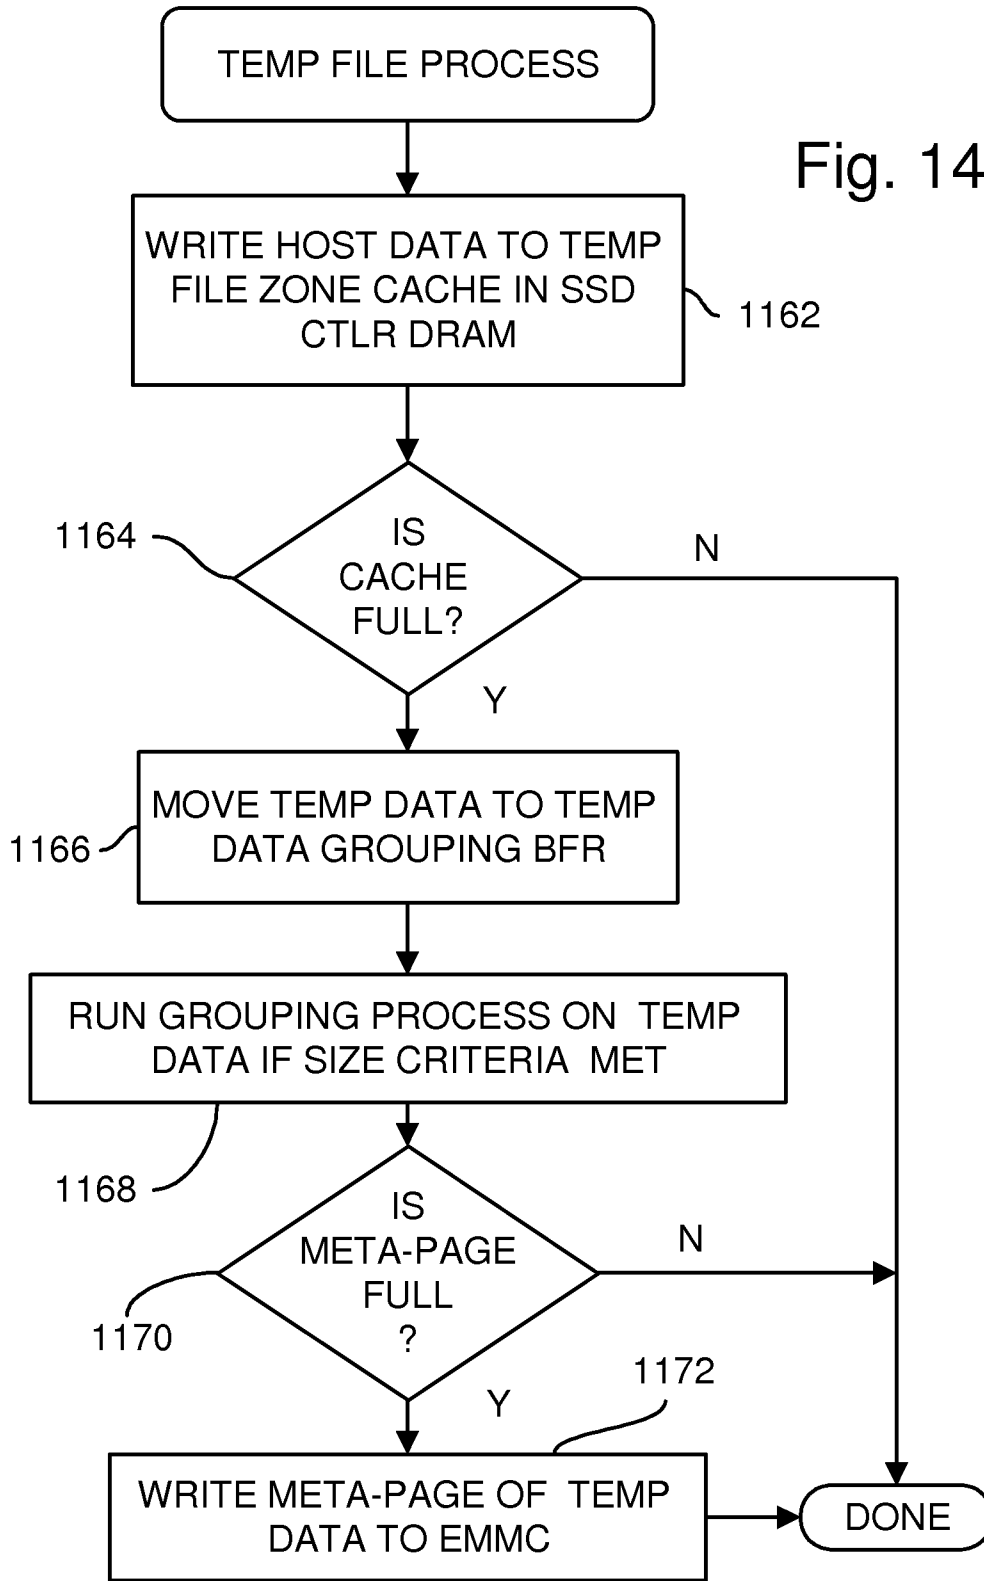 TEMP FILE PROCESS
Fig. 14
WRITE HOST DATA TO TEMP
FILE ZONE CACHE IN SSD
CTLR DRAM
1162
1164
IS
CACHE
FULL?
N
Y
MOVE TEMP DATA TO TEMP
DATA GROUPING BFR
1166
RUN GROUPING PROCESS ON TEMP
DATA IF SIZE CRITERIA MET
1168
IS
META-PAGE
FULL
?
N
1170
Y
1172
WRITE META-PAGE OF TEMP
DATA TO EMMC
DONE